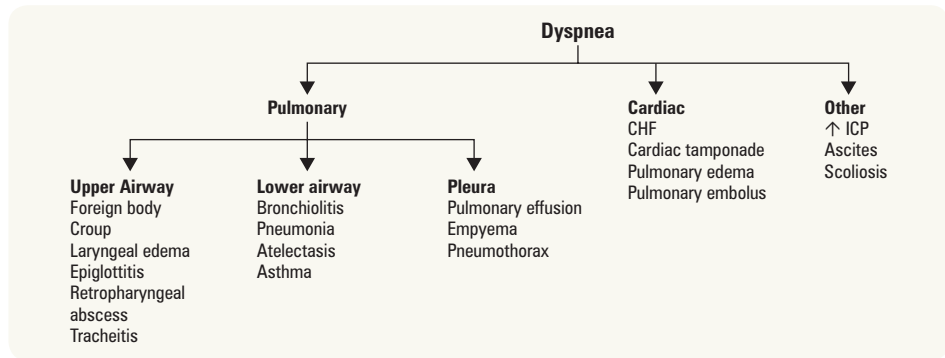 Dyspnea
Pulmonary
Cardiac
CHF
Cardiac tamponade
Pulmonary edema
Pulmonary embolus
Other
↑ ICP
Ascites
Scoliosis
Upper Airway
Foreign body
Croup
Laryngeal edema
Epiglottitis
Retropharyngeal
abscess
Tracheitis
Lower airway
Bronchiolitis
Pneumonia
Atelectasis
Asthma
Pleura
Pulmonary effusion
Empyema
Pneumothorax